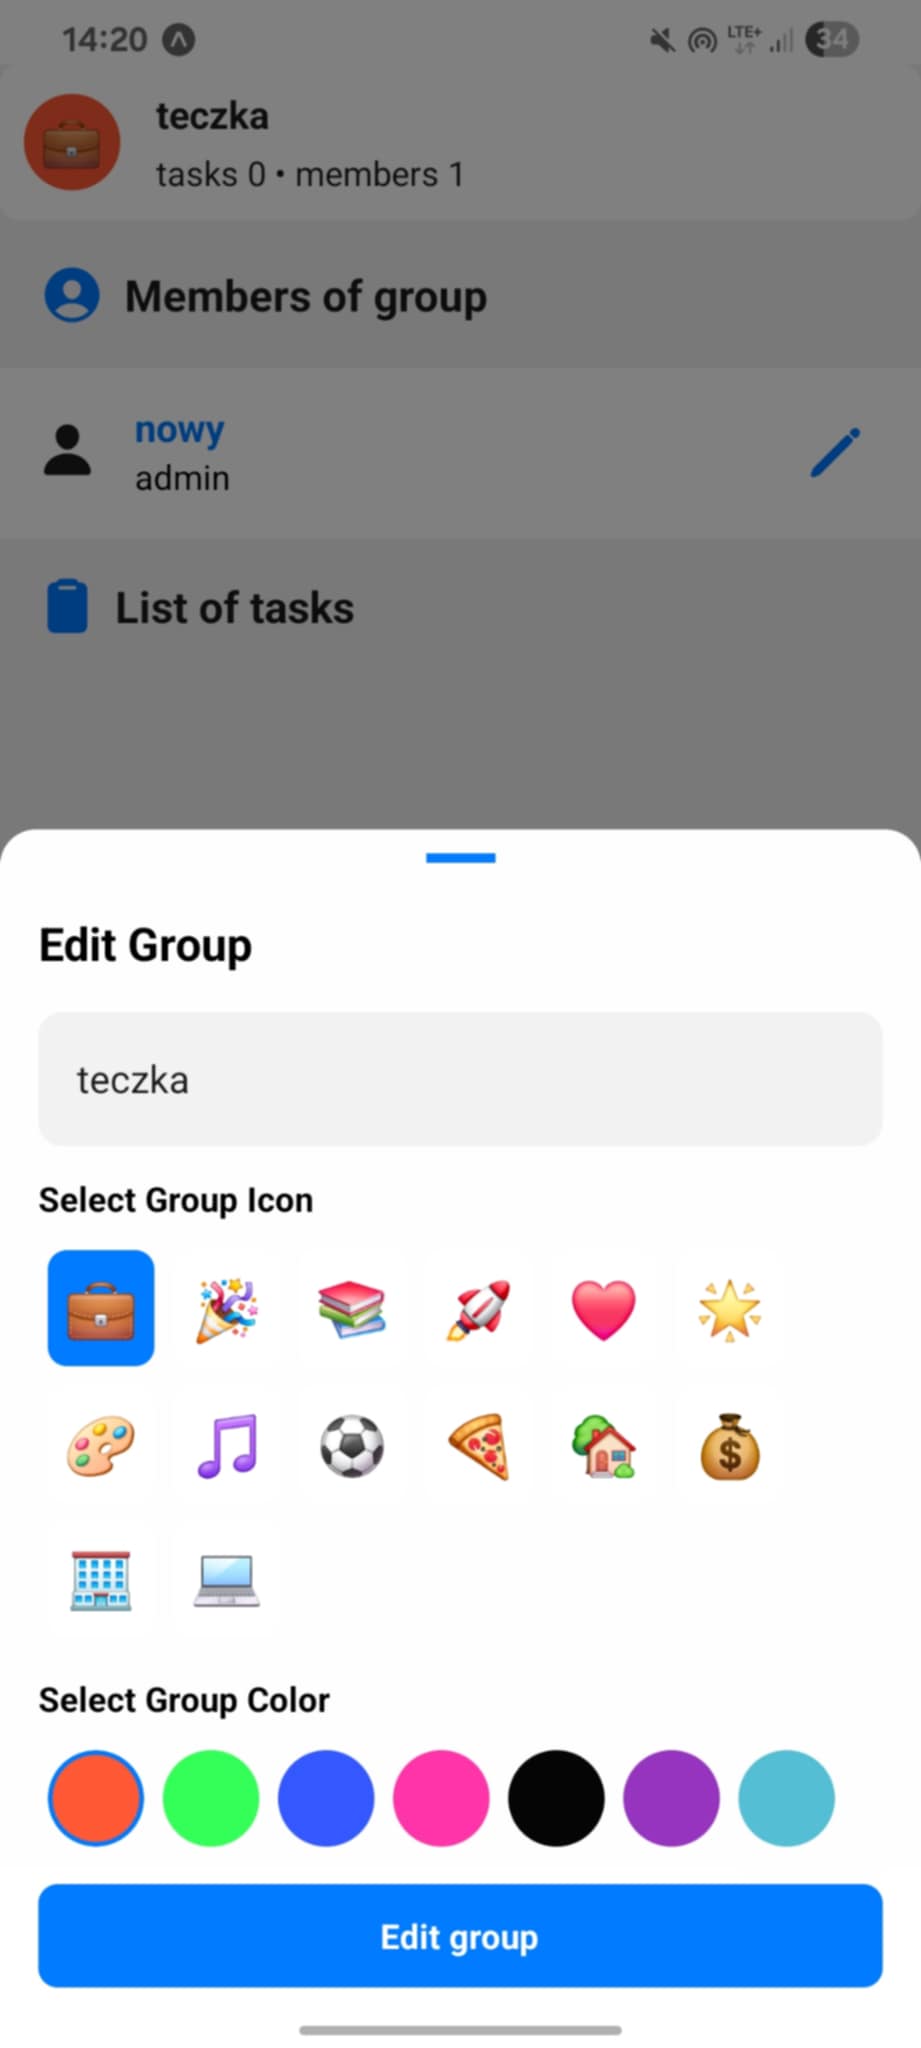 14:20 LTE+ 34
teczka
tasks 0 • members 1
Members of group
nowy
admin
List of tasks
Edit Group
teczka
Select Group Icon
$
Select Group Color
Edit group